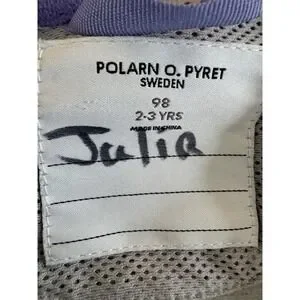 POLARN O. PYRET
SWEDEN
98
2-3 YRS
MADE IN CHINA
Julia